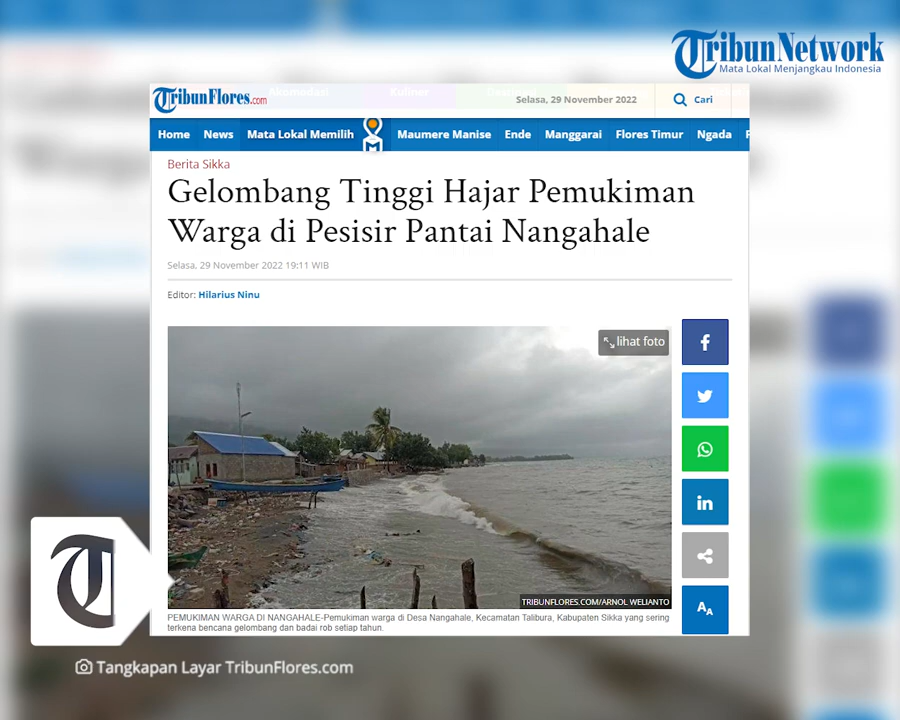 Tribun Network
Mata Lokal Menjangkau Indonesia
TribunFlores.com
Akomodasi Kuliner
Selasa, 29 November 2022 Cari
Home News Mata Lokal Memilih Maumere Manise Ende Manggarai Flores Timur Ngada
Berita Sikka
Gelombang Tinggi Hajar Pemukiman
Warga di Pesisir Pantai Nangahale
Selasa, 29 November 2022 19:11 WIB
Editor: Hilarius Ninu
lihat foto
TRIBUNFLORES.COM/ARNOL WELIANTO
PEMUKIMAN WARGA DI NANGAHALE-Pemukiman warga di Desa Nangahale, Kecamatan Talibura, Kabupaten Sikka yang sering
terkena bencana gelombang dan badai rob setiap tahun.
Tangkapan Layar TribunFlores.com